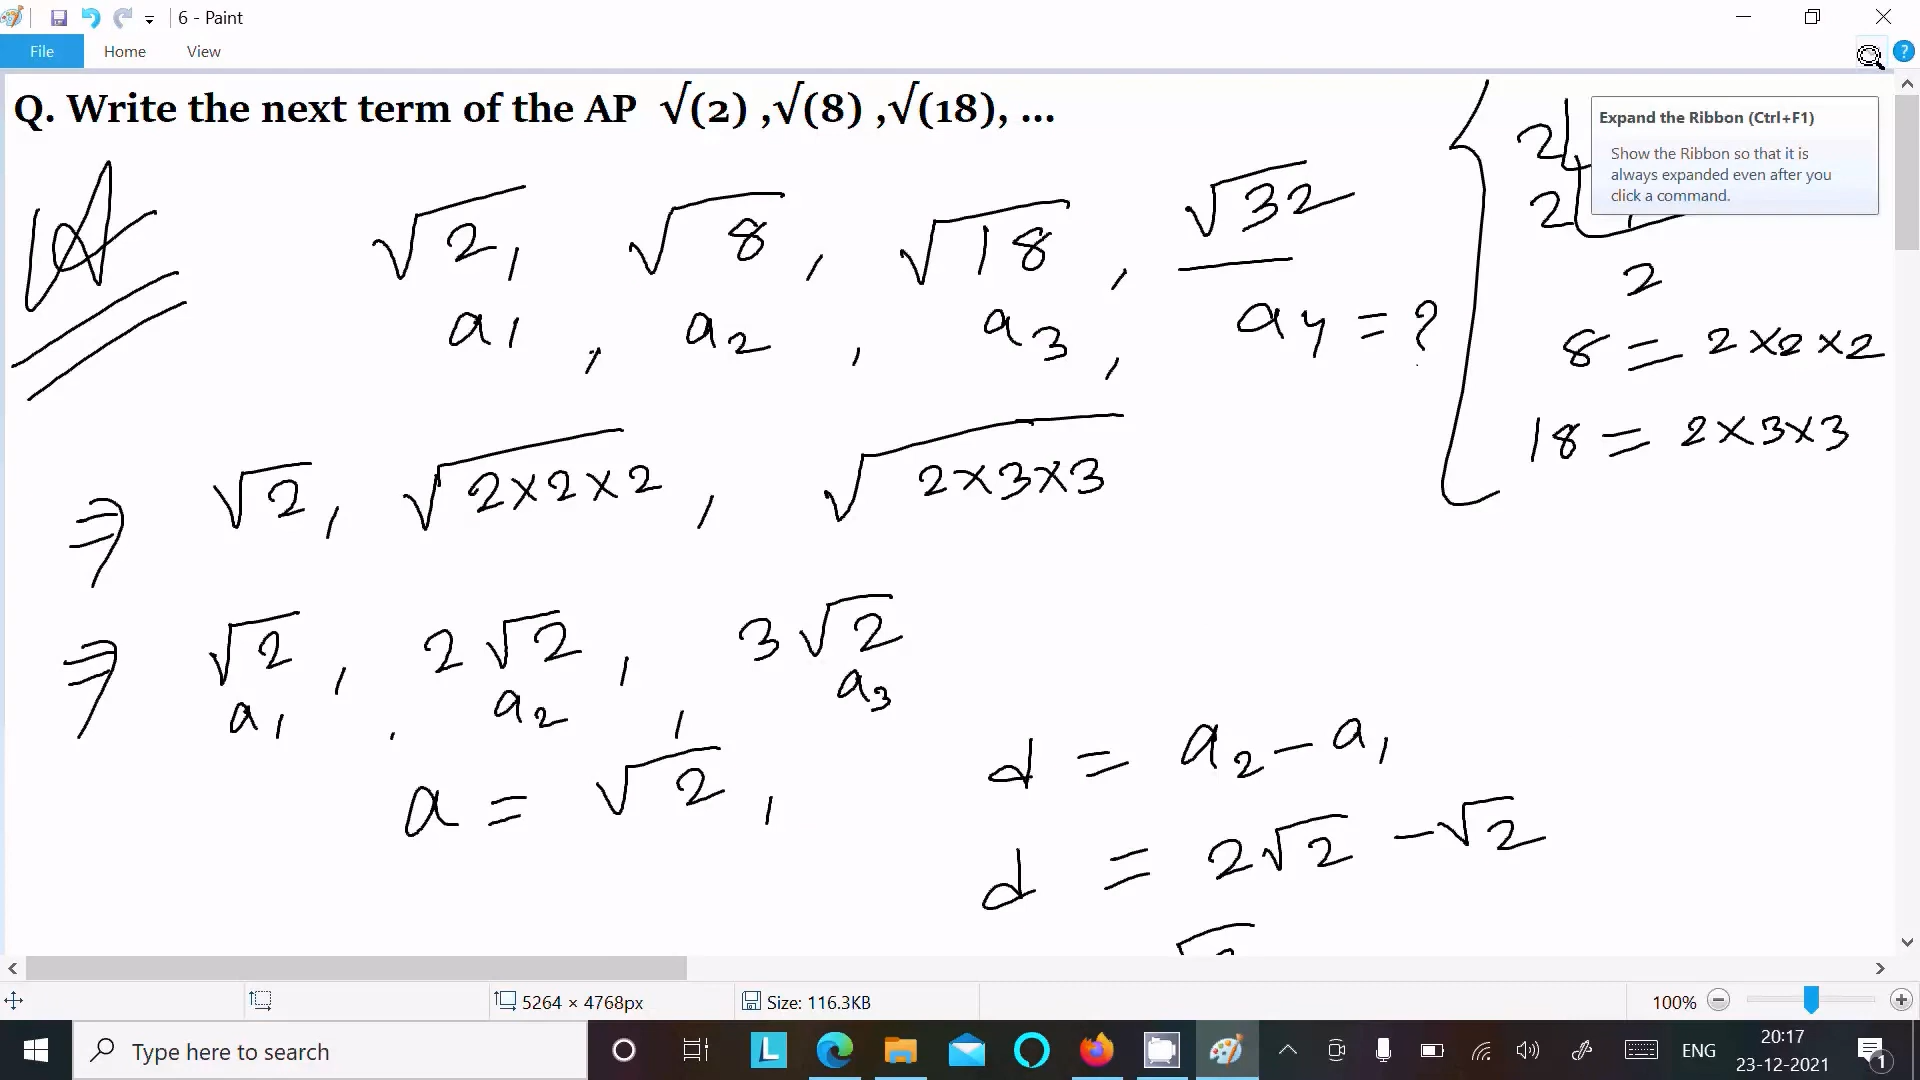 6 - Paint
File Home View
Expand the Ribbon (Ctrl+F1)
Show the Ribbon so that it is
always expanded even after you
click a command.
Q. Write the next term of the AP √(2) ,√(8) ,√(18), ...
√2, √8, √18, √32
a1, a2, a3, a4 = ?
⇒ √2, √2×2×2, √2×3×3
⇒ √2, 2√2, 3√2
a1, a2, a3
a = √2,
d = a2 - a1
d = 2√2 - √2
2
2
2
8 = 2×2×2
18 = 2×3×3
5264 × 4768px
Size: 116.3KB
100%
Type here to search
ENG
20:17
23-12-2021
1